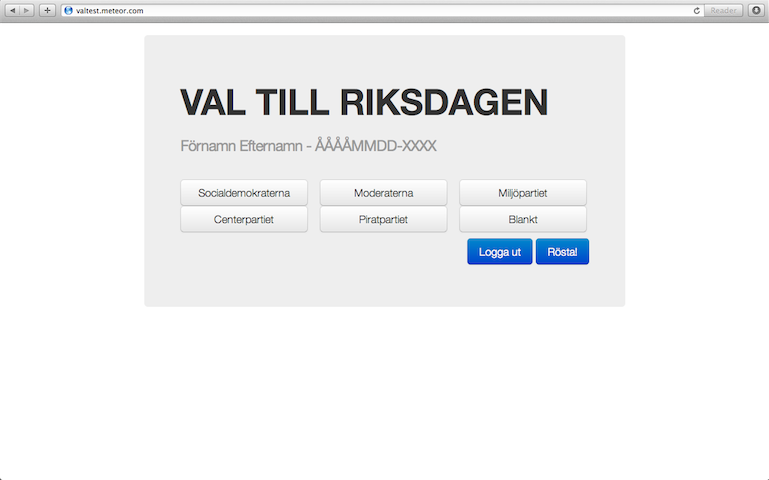 valtest.meteor.com
Reader
VAL TILL RIKSDAGEN
Förnamn Efternamn - ÅÅÅÅMMDD-XXXX
Socialdemokraterna Moderaterna Miljöpartiet
Centerpartiet Piratpartiet Blankt
Logga ut Rösta!